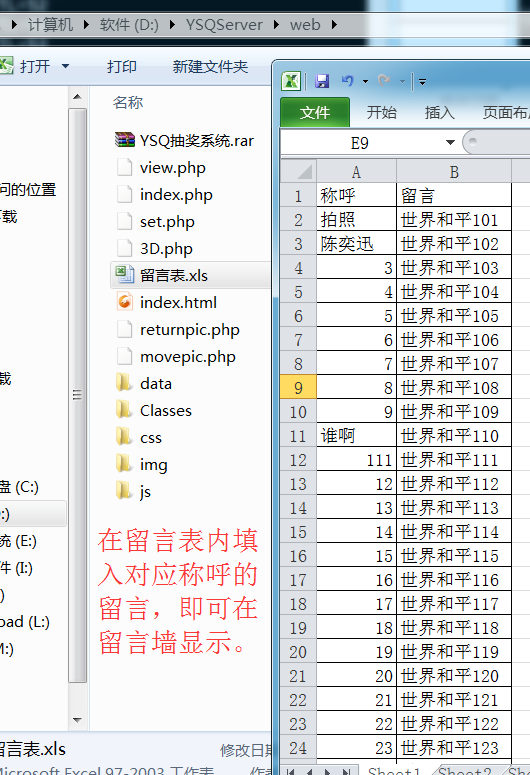 计算机 ▸ 软件 (D:) ▸ YSQServer ▸ web
打开 打印 新建文件夹
名称
YSQ抽奖系统.rar
view.php
index.php
set.php
3D.php
留言表.xls
index.html
returnpic.php
movepic.php
data
Classes
css
img
js
问的位置
(C:)
(E:)
(I:)
oad (L:)
在留言表内填
入对应称呼的
留言，即可在
留言墙显示。
留言表.xls
修改日期
Microsoft Excel 97-2003 工作表
文件 开始 插入 页面布
E9
A B
1 称呼 留言
2 拍照 世界和平101
3 陈奕迅 世界和平102
4 3 世界和平103
5 4 世界和平104
6 5 世界和平105
7 6 世界和平106
8 7 世界和平107
9 8 世界和平108
10 9 世界和平109
11 谁啊 世界和平110
12 111 世界和平111
13 12 世界和平112
14 13 世界和平113
15 14 世界和平114
16 15 世界和平115
17 16 世界和平116
18 17 世界和平117
19 18 世界和平118
20 19 世界和平119
21 20 世界和平120
22 21 世界和平121
23 22 世界和平122
24 23 世界和平123
Sheet1 Sheet2